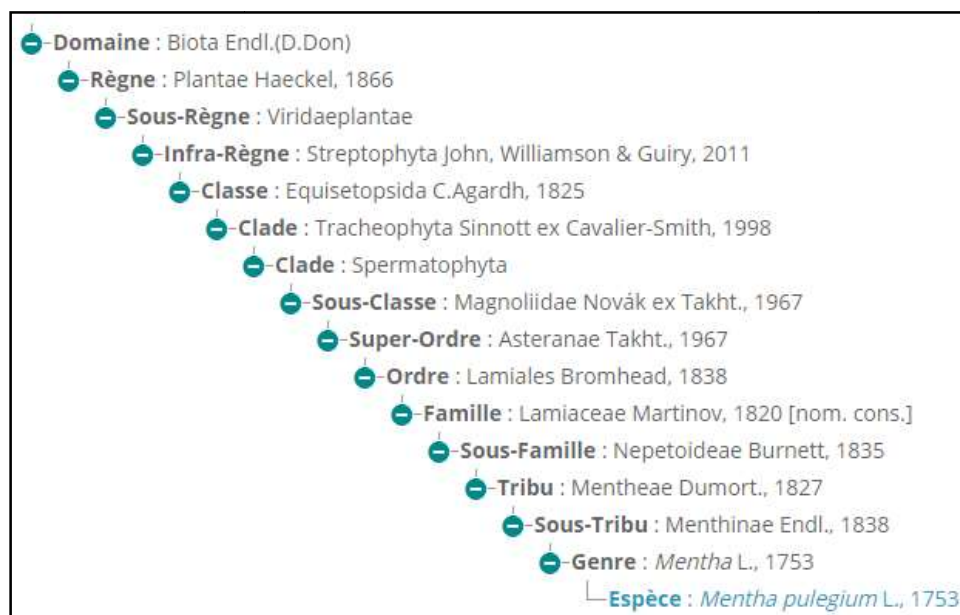 Domaine : Biota Endl.(D.Don)
Règne : Plantae Haeckel, 1866
Sous-Règne : Viridaeplantae
Infra-Règne : Streptophyta John, Williamson & Guiry, 2011
Classe : Equisetopsida C.Agardh, 1825
Clade : Tracheophyta Sinnott ex Cavalier-Smith, 1998
Clade : Spermatophyta
Sous-Classe : Magnoliidae Novák ex Takht., 1967
Super-Ordre : Asteranae Takht., 1967
Ordre : Lamiales Bromhead, 1838
Famille : Lamiaceae Martinov, 1820 [nom. cons.]
Sous-Famille : Nepetoideae Burnett, 1835
Tribu : Mentheae Dumort., 1827
Sous-Tribu : Menthinae Endl., 1838
Genre : Mentha L., 1753
Espèce : Mentha pulegium L., 1753